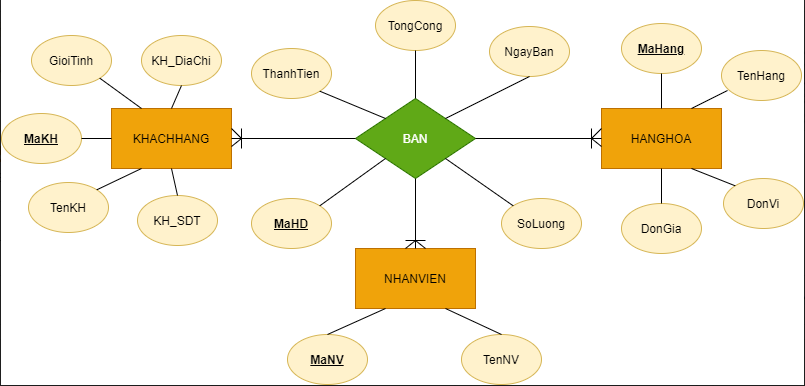 TongCong
GioiTinh
KH_DiaChi
NgayBan
MaHang
ThanhTien
TenHang
MaKH
KHACHHANG
BAN
HANGHOA
TenKH
KH_SDT
MaHD
SoLuong
DonGia
DonVi
NHANVIEN
MaNV
TenNV